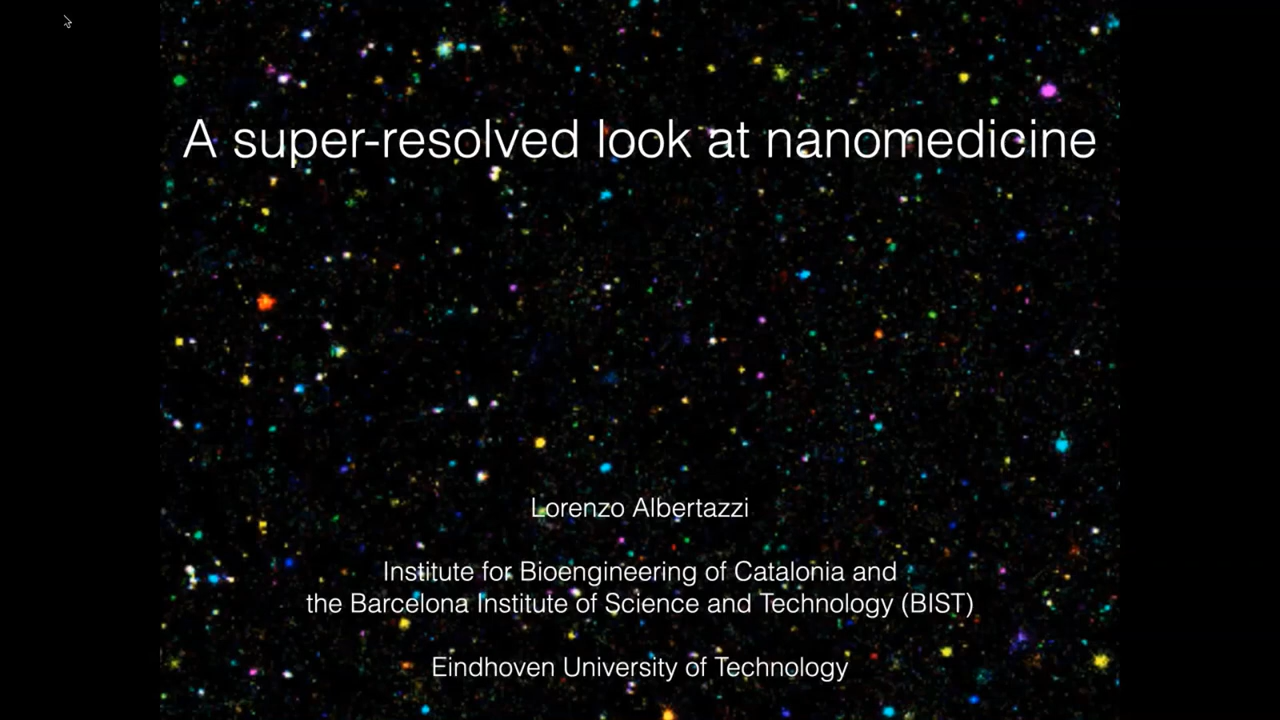 A super-resolved look at nanomedicine
Lorenzo Albertazzi
Institute for Bioengineering of Catalonia and
the Barcelona Institute of Science and Technology (BIST)
Eindhoven University of Technology